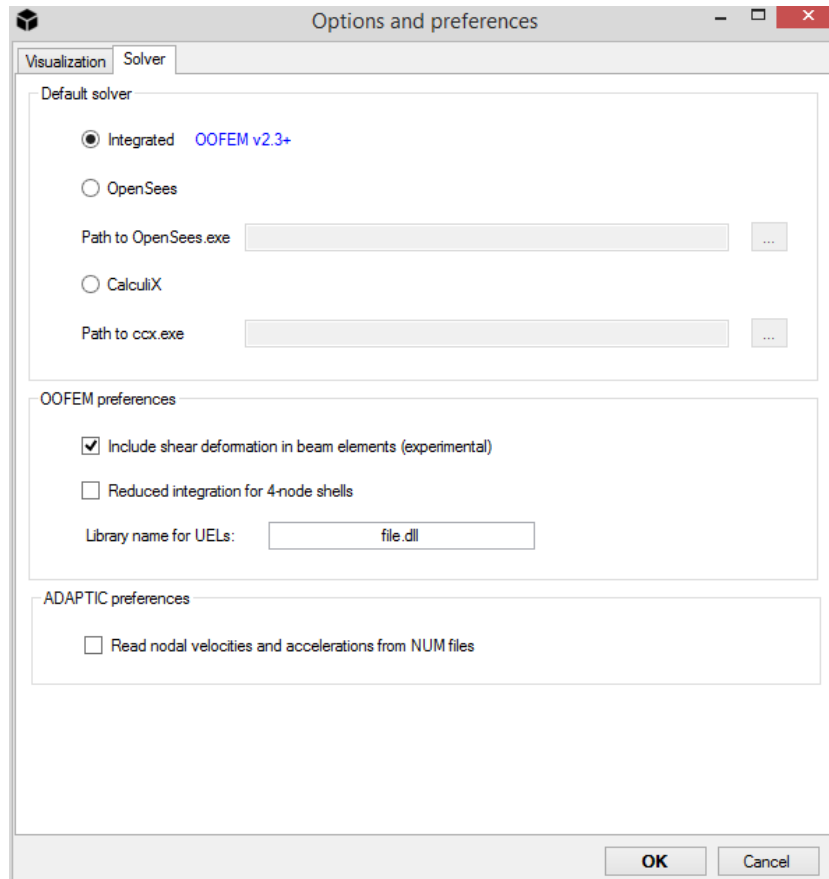 Options and preferences
Visualization Solver
Default solver
Integrated OOFEM v2.3+
OpenSees
Path to OpenSees.exe ...
CalculiX
Path to ccx.exe ...
OOFEM preferences
Include shear deformation in beam elements (experimental)
Reduced integration for 4-node shells
Library name for UELs: file.dll
ADAPTIC preferences
Read nodal velocities and accelerations from NUM files
OK Cancel